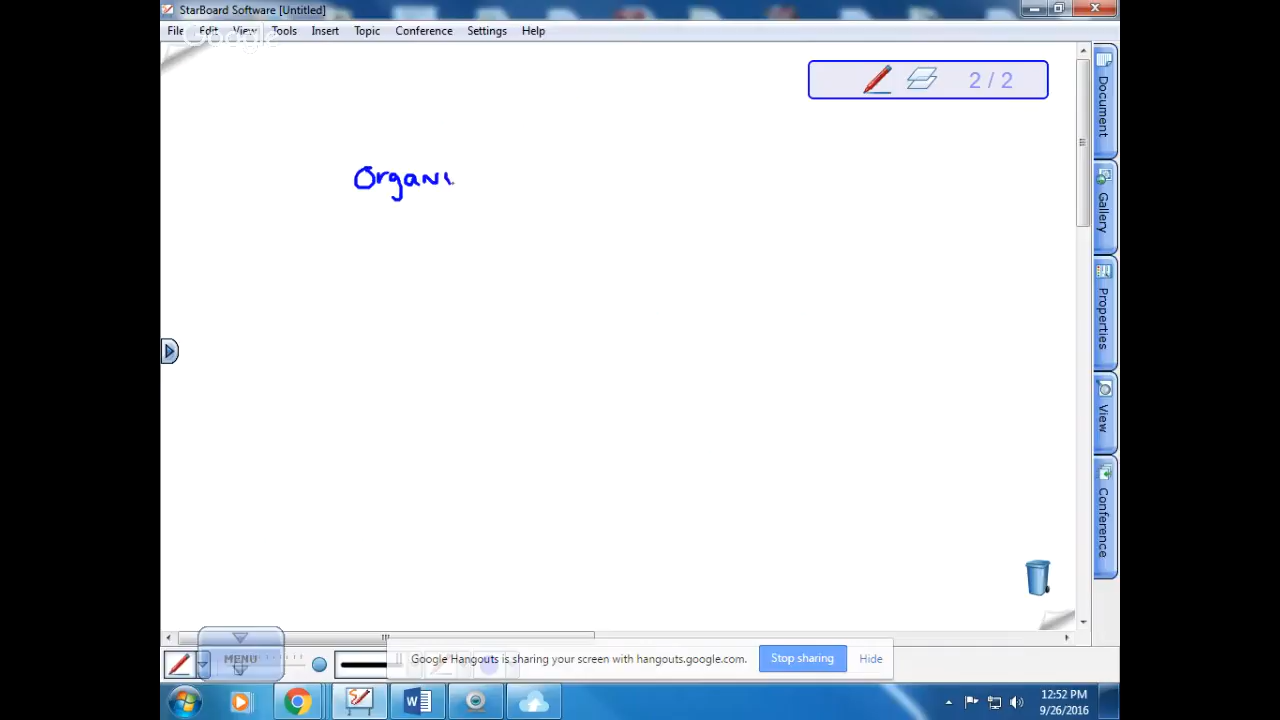 StarBoard Software [Untitled]
File Edit View Tools Insert Topic Conference Settings Help
Google
2 / 2
Organi
Document
Gallery
Properties
View
Conference
MENU
Google Hangouts is sharing your screen with hangouts.google.com. Stop sharing Hide
12:52 PM
9/26/2016